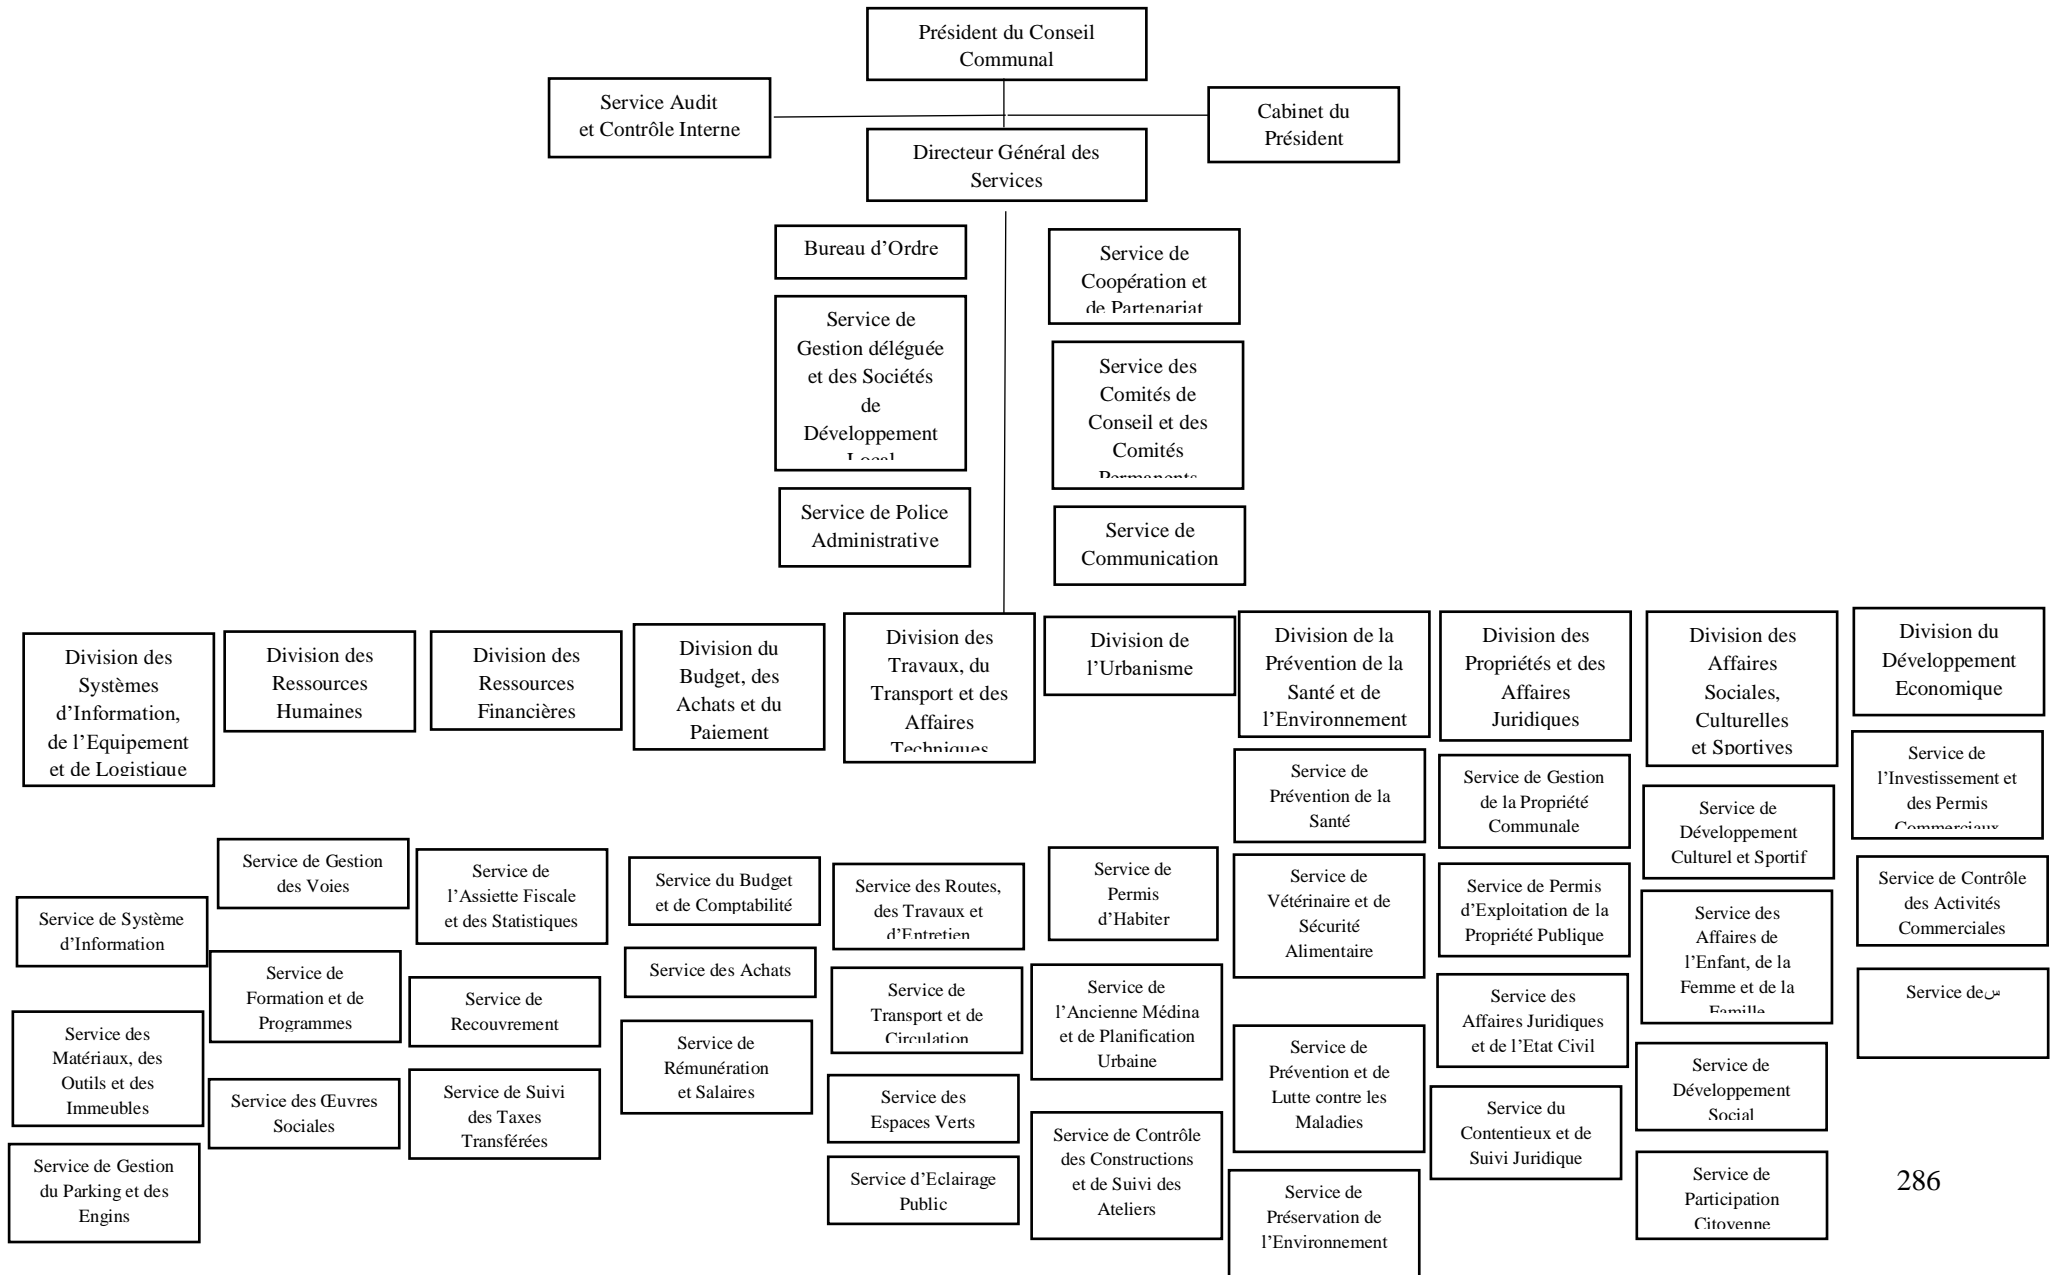 Président du Conseil
Communal
Service Audit
et Contrôle Interne
Cabinet du
Président
Directeur Général des
Services
Bureau d’Ordre
Service de
Coopération et
de Partenariat
Service de
Gestion déléguée
et des Sociétés
de
Développement
Local
Service des
Comités de
Conseil et des
Comités
Permanents
Service de Police
Administrative
Service de
Communication
Division des
Systèmes
d’Information,
de l’Equipement
et de Logistique
Division des
Ressources
Humaines
Division des
Ressources
Financières
Division du
Budget, des
Achats et du
Paiement
Division des
Travaux, du
Transport et des
Affaires
Techniques
Division de
l’Urbanisme
Division de la
Prévention de la
Santé et de
l’Environnement
Division des
Propriétés et des
Affaires
Juridiques
Division des
Affaires
Sociales,
Culturelles
et Sportives
Division du
Développement
Economique
Service de Système
d’Information
Service des
Matériaux, des
Outils et des
Immeubles
Service de Gestion
du Parking et des
Engins
Service de Gestion
des Voies
Service de
Formation et de
Programmes
Service des Œuvres
Sociales
Service de
l’Assiette Fiscale
et des Statistiques
Service de
Recouvrement
Service de Suivi
des Taxes
Transférées
Service du Budget
et de Comptabilité
Service des Achats
Service de
Rémunération
et Salaires
Service des Routes,
des Travaux et
d’Entretien
Service de
Transport et de
Circulation
Service des
Espaces Verts
Service d’Eclairage
Public
Service de
Permis
d’Habiter
Service de
l’Ancienne Médina
et de Planification
Urbaine
Service de Contrôle
des Constructions
et de Suivi des
Ateliers
Service de
Prévention de la
Santé
Service de
Vétérinaire et de
Sécurité
Alimentaire
Service de
Prévention et de
Lutte contre les
Maladies
Service de
Préservation de
l’Environnement
Service de Gestion
de la Propriété
Communale
Service de Permis
d’Exploitation de la
Propriété Publique
Service des
Affaires Juridiques
et de l’Etat Civil
Service du
Contentieux et de
Suivi Juridique
Service de
Développement
Culturel et Sportif
Service des
Affaires de
l’Enfant, de la
Femme et de la
Famille
Service de
Développement
Social
Service de
Participation
Citoyenne
Service de
l’Investissement et
des Permis
Commerciaux
Service de Contrôle
des Activités
Commerciales
Service deس
286